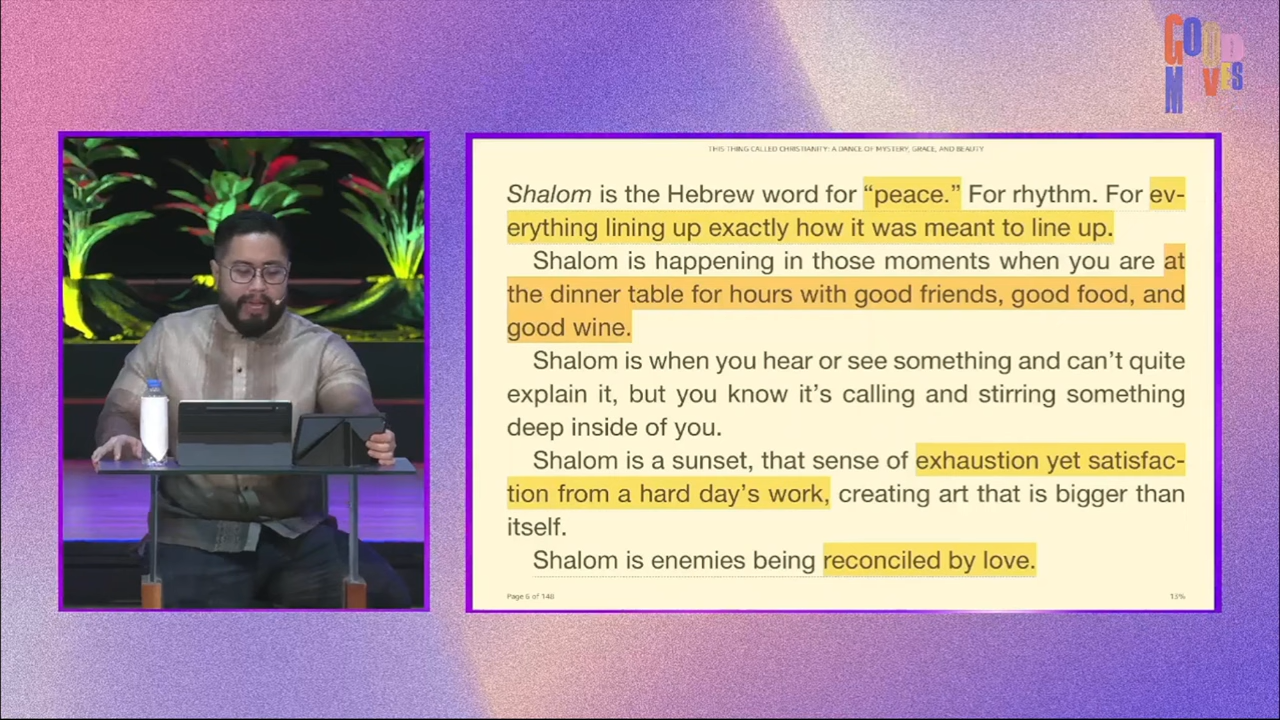 GOOD
MOVES
THIS THING CALLED CHRISTIANITY: A DANCE OF MYSTERY, GRACE, AND BEAUTY
Shalom is the Hebrew word for “peace.” For rhythm. For ev-
erything lining up exactly how it was meant to line up.
Shalom is happening in those moments when you are at
the dinner table for hours with good friends, good food, and
good wine.
Shalom is when you hear or see something and can’t quite
explain it, but you know it’s calling and stirring something
deep inside of you.
Shalom is a sunset, that sense of exhaustion yet satisfac-
tion from a hard day’s work, creating art that is bigger than
itself.
Shalom is enemies being reconciled by love.
Page 6 of 148
13%